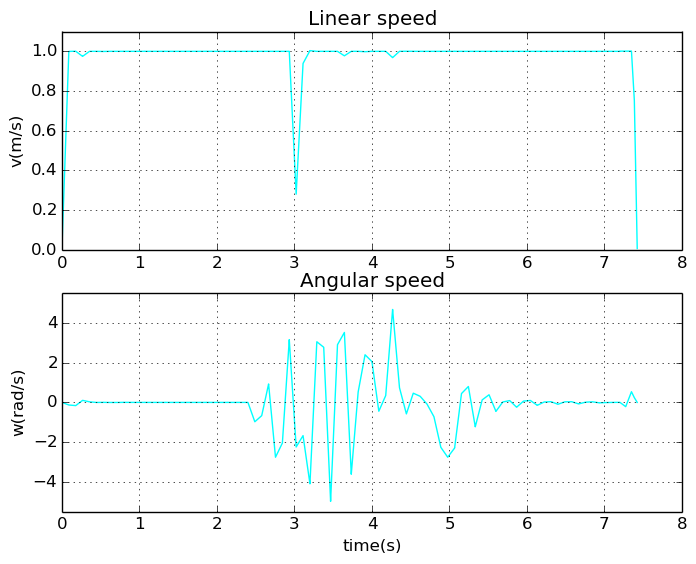 Linear speed
1.0
0.8
0.6
0.4
0.2
0.0
v(m/s)
0 1 2 3 4 5 6 7 8
Angular speed
4
2
0
−2
−4
w(rad/s)
0 1 2 3 4 5 6 7 8
time(s)